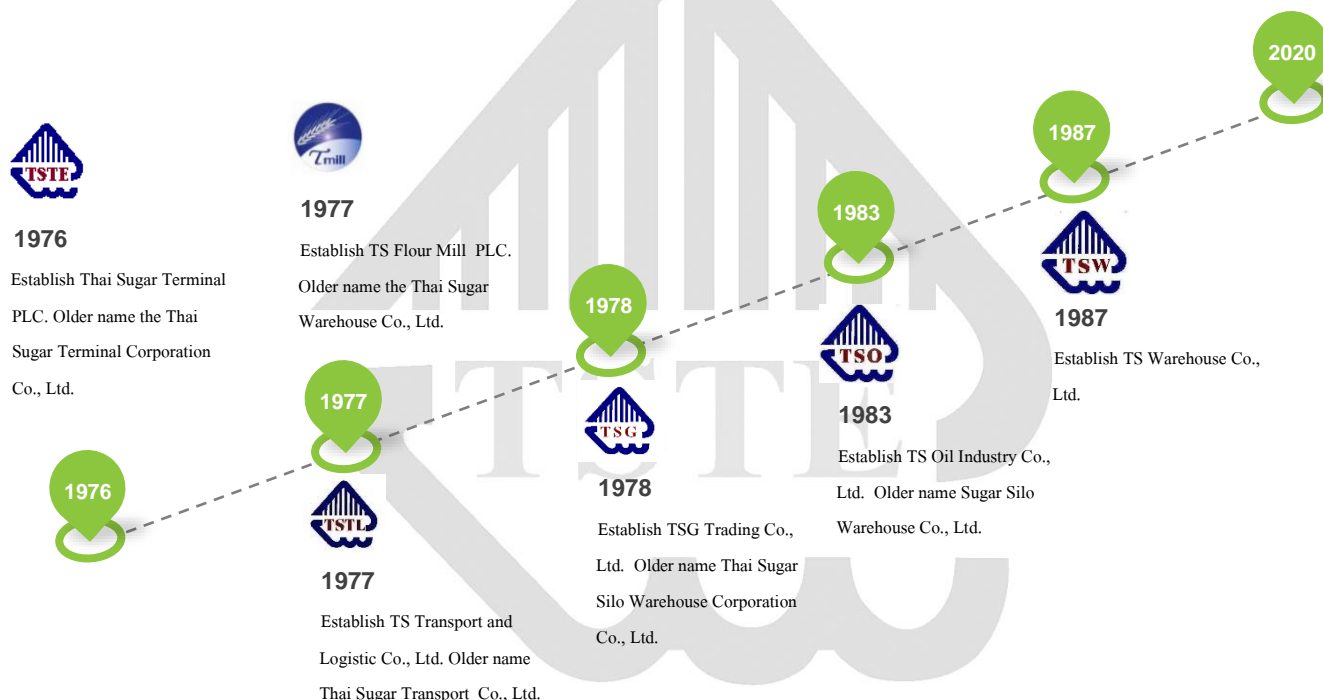 2020
1987
1983
1978
1977
1976
TSTE
1976
Establish Thai Sugar Terminal
PLC. Older name the Thai
Sugar Terminal Corporation
Co., Ltd.
Tmill
1977
Establish TS Flour Mill PLC.
Older name the Thai Sugar
Warehouse Co., Ltd.
TSTL
1977
Establish TS Transport and
Logistic Co., Ltd. Older name
Thai Sugar Transport Co., Ltd.
TSG
1978
Establish TSG Trading Co.,
Ltd. Older name Thai Sugar
Silo Warehouse Corporation
Co., Ltd.
TSO
1983
Establish TS Oil Industry Co.,
Ltd. Older name Sugar Silo
Warehouse Co., Ltd.
TSW
1987
Establish TS Warehouse Co.,
Ltd.
TSTE